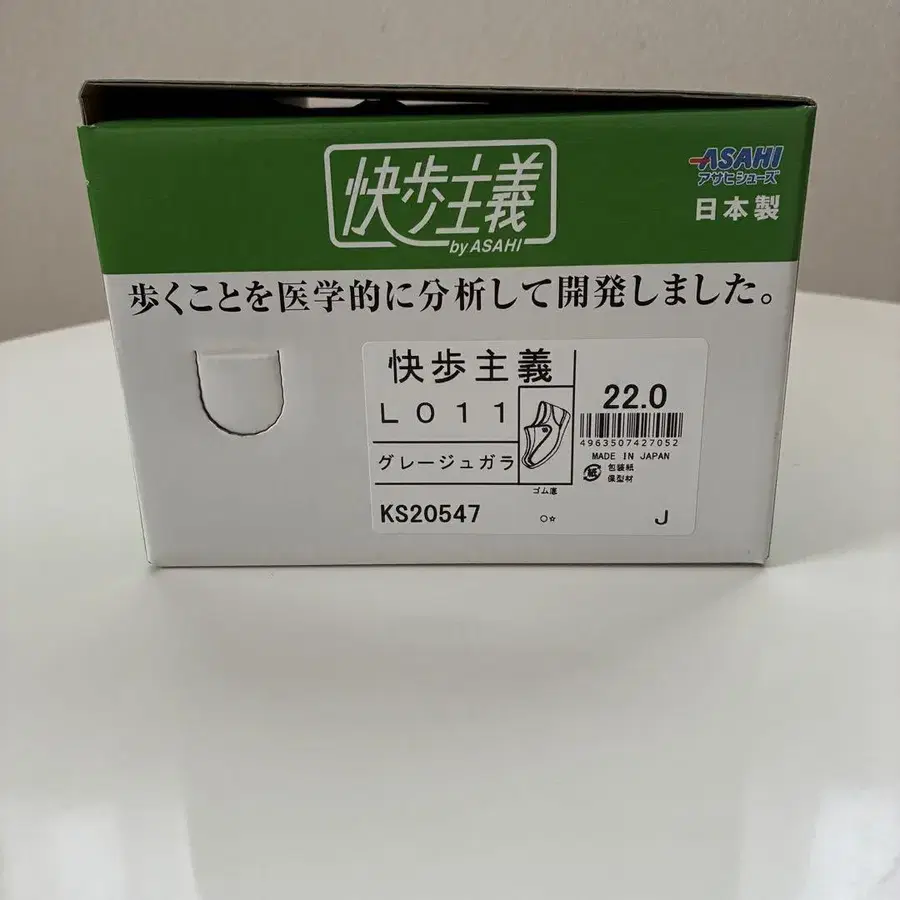 快歩主義
by ASAHI
ASAHI
アサヒシューズ
日本製
歩くことを医学的に分析して開発しました。
快歩主義
L011
グレージュガラ
KS20547
ゴム底
○☆
22.0
4963507427052
MADE IN JAPAN
紙
包装紙
保型材
J